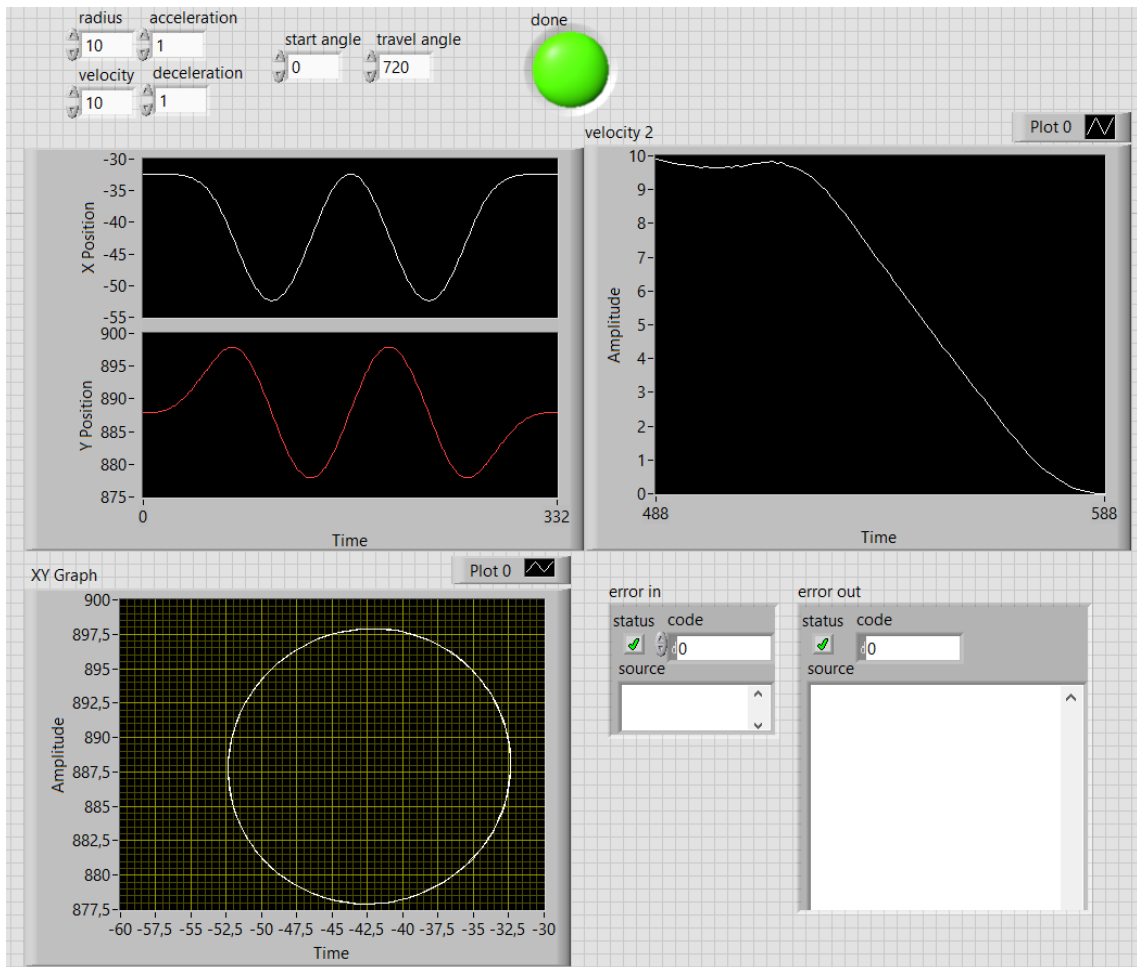 radius acceleration
10 1
velocity deceleration
10 1
start angle travel angle
0 720
done
velocity 2
Plot 0
-30
-35
-40
-45
-50
-55
X Position
900
895
890
885
880
875
Y Position
0 332
Time
10
9
8
7
6
5
4
3
2
1
0
Amplitude
488 588
Time
XY Graph
Plot 0
900
897,5
895
892,5
890
887,5
885
882,5
880
877,5
Amplitude
-60 -57,5 -55 -52,5 -50 -47,5 -45 -42,5 -40 -37,5 -35 -32,5 -30
Time
error in
status code
d0
source
error out
status code
d0
source